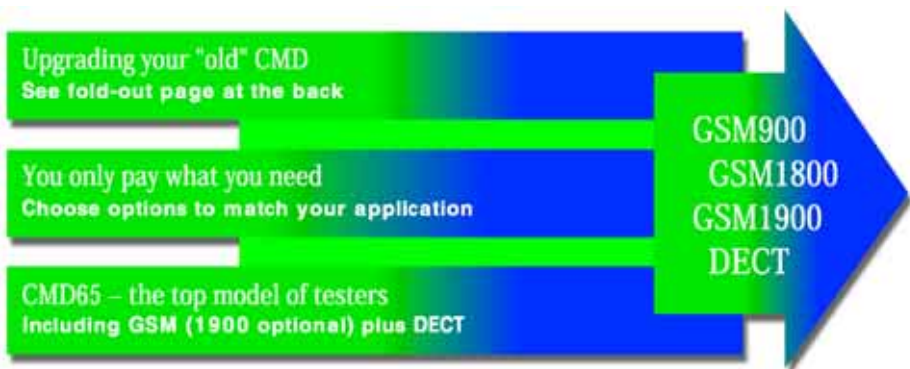 Upgrading your "old" CMD
See fold-out page at the back
You only pay what you need
Choose options to match your application
CMD65 – the top model of testers
Including GSM (1900 optional) plus DECT
GSM900
GSM1800
GSM1900
DECT